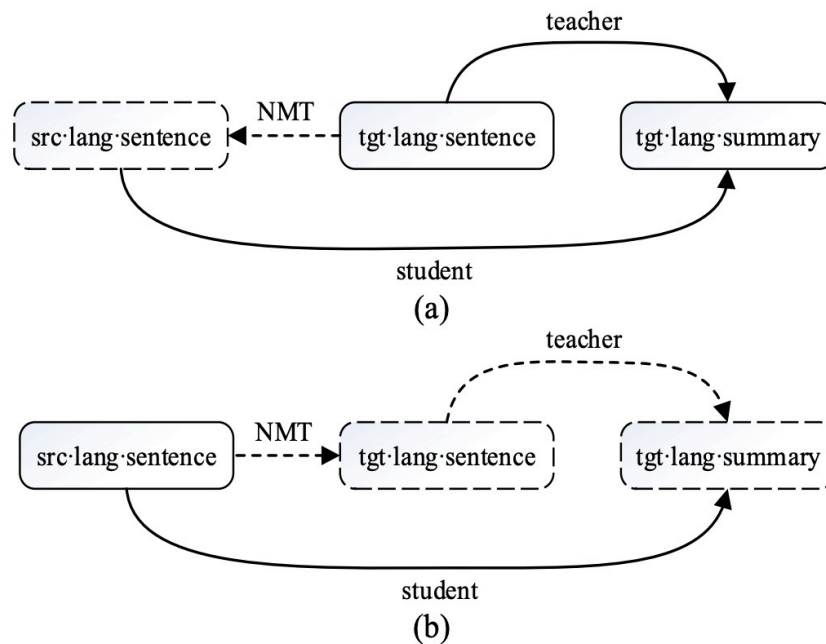 teacher
NMT
src·lang·sentence
tgt·lang·sentence
tgt·lang·summary
student
(a)
teacher
NMT
src·lang·sentence
tgt·lang·sentence
tgt·lang·summary
student
(b)